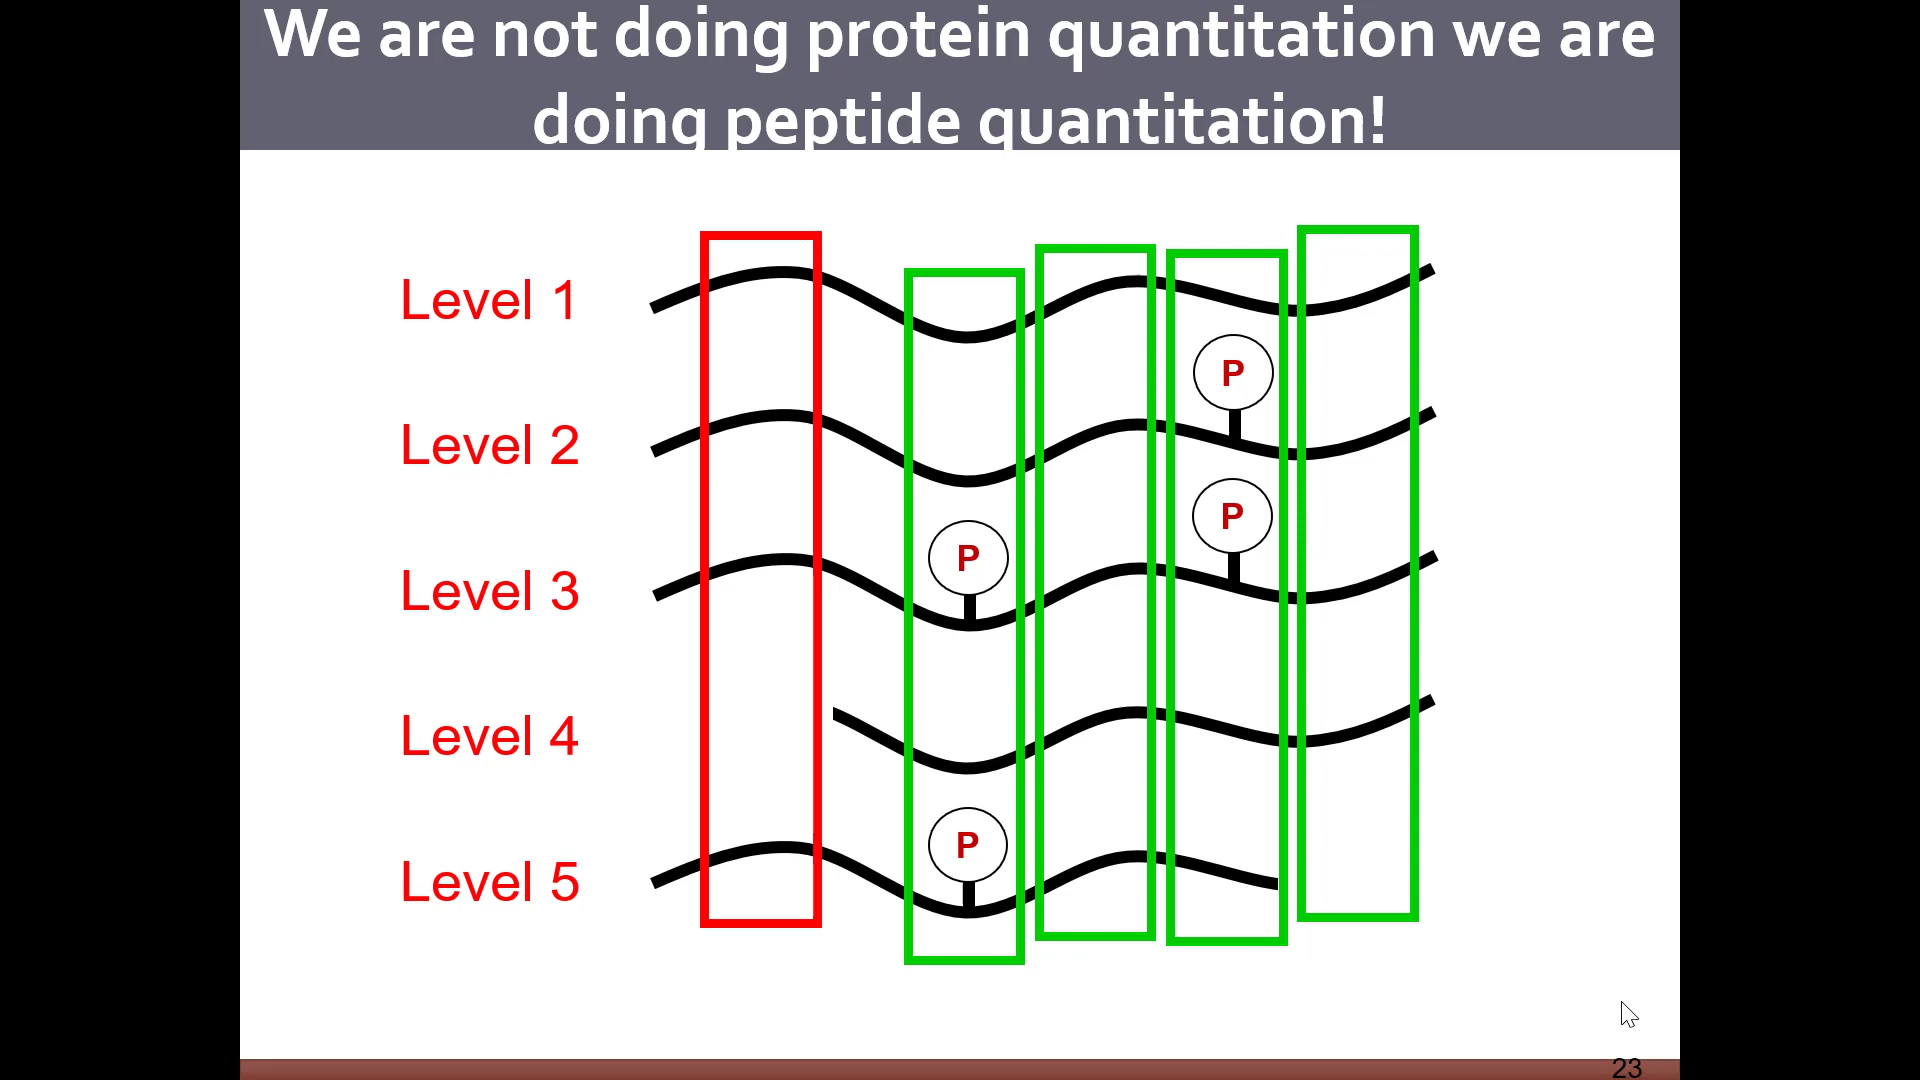 We are not doing protein quantitation we are
doing peptide quantitation!
Level 1
P
Level 2
P
P
Level 3
Level 4
P
Level 5
23